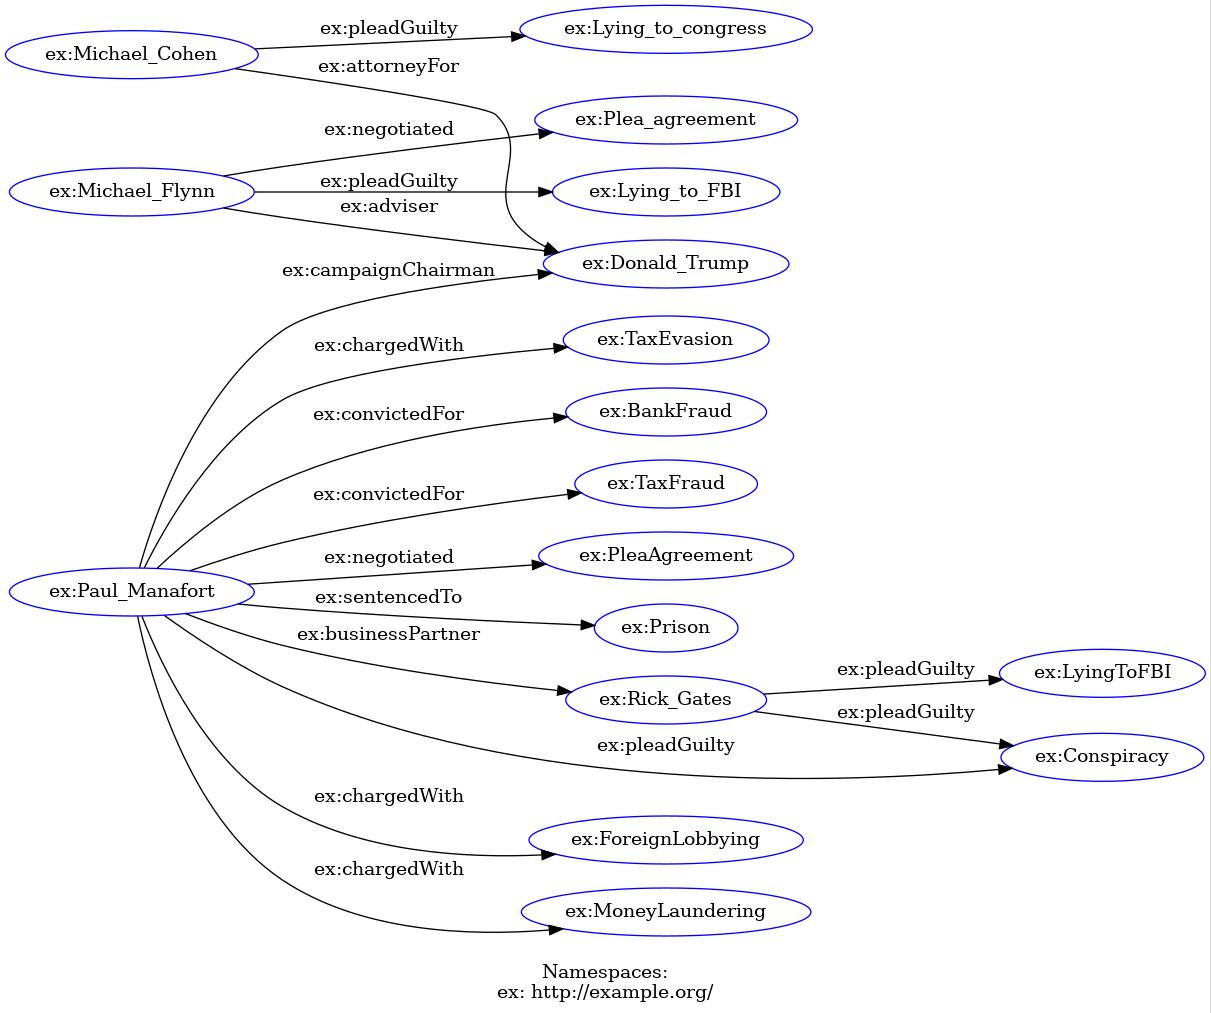 ex:pleadGuilty
ex:Lying_to_congress
ex:Michael_Cohen
ex:attorneyFor
ex:Plea_agreement
ex:negotiated
ex:pleadGuilty
ex:Michael_Flynn
ex:Lying_to_FBI
ex:adviser
ex:Donald_Trump
ex:campaignChairman
ex:chargedWith
ex:TaxEvasion
ex:convictedFor
ex:BankFraud
ex:convictedFor
ex:TaxFraud
ex:negotiated
ex:PleaAgreement
ex:Paul_Manafort
ex:sentencedTo
ex:Prison
ex:businessPartner
ex:Rick_Gates
ex:pleadGuilty
ex:LyingToFBI
ex:pleadGuilty
ex:pleadGuilty
ex:Conspiracy
ex:chargedWith
ex:ForeignLobbying
ex:chargedWith
ex:MoneyLaundering
Namespaces:
ex: http://example.org/